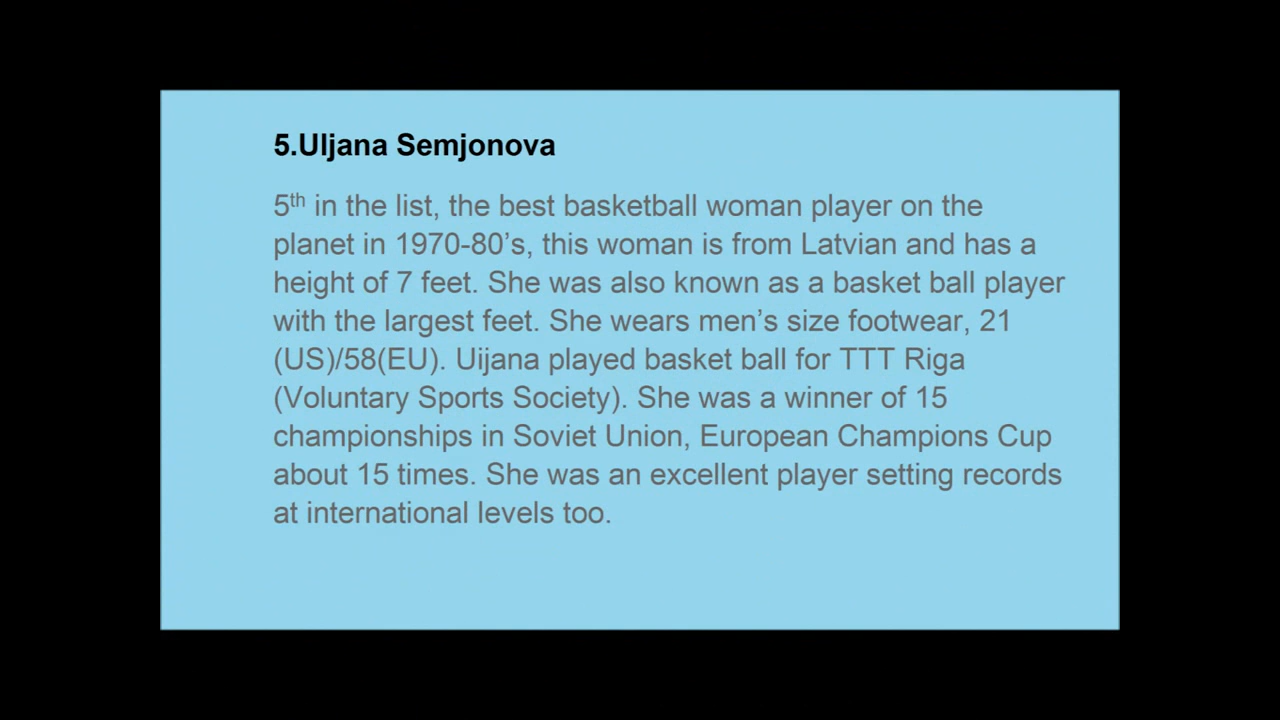 5.Uljana Semjonova
5th in the list, the best basketball woman player on the
planet in 1970-80’s, this woman is from Latvian and has a
height of 7 feet. She was also known as a basket ball player
with the largest feet. She wears men’s size footwear, 21
(US)/58(EU). Uijana played basket ball for TTT Riga
(Voluntary Sports Society). She was a winner of 15
championships in Soviet Union, European Champions Cup
about 15 times. She was an excellent player setting records
at international levels too.